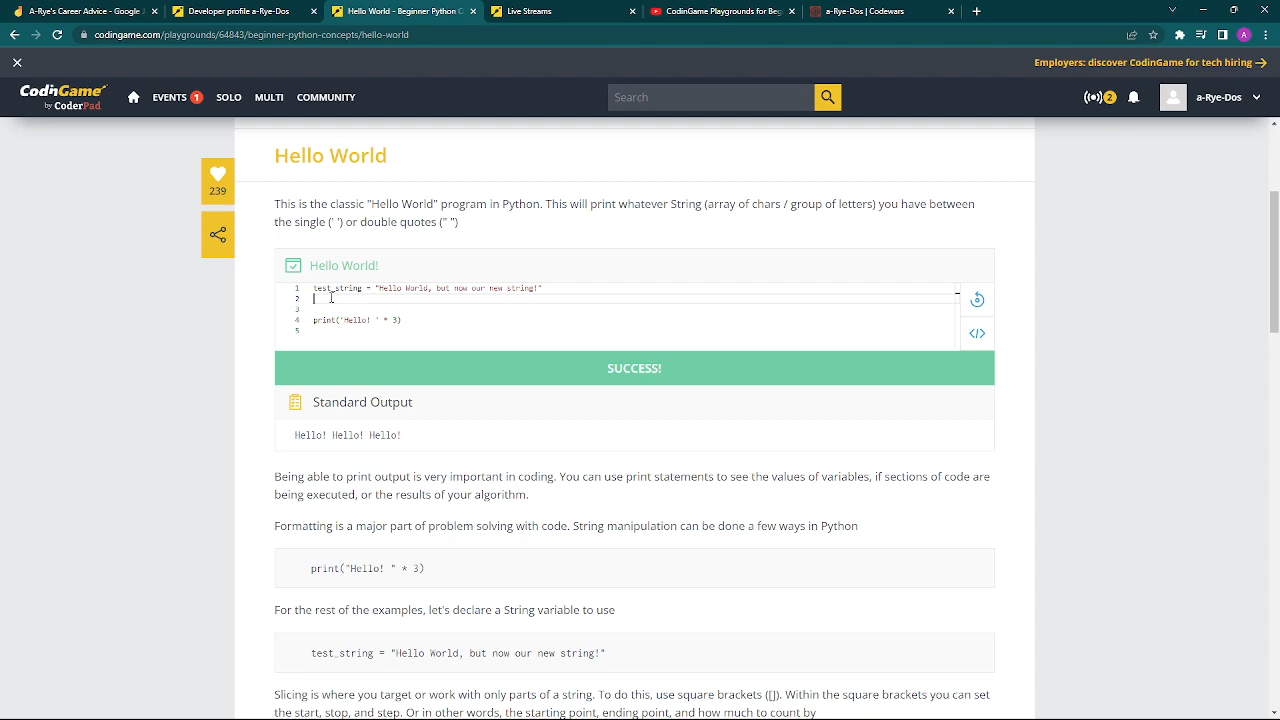 A-Rye's Career Advice - Google J
Developer profile a-Rye-Dos
Hello World - Beginner Python C
Live Streams
CodinGame Playgrounds for Beg
a-Rye-Dos | Codewars
codingame.com/playgrounds/64843/beginner-python-concepts/hello-world
A
Employers: discover CodinGame for tech hiring
CodinGame
by CoderPad
EVENTS 1
SOLO
MULTI
COMMUNITY
Search
2
a-Rye-Dos
239
Hello World
This is the classic "Hello World" program in Python. This will print whatever String (array of chars / group of letters) you have between
the single (' ') or double quotes (" ")
Hello World!
1 test_string = "Hello World, but now our new string!"
2
3
4 print('Hello! ' * 3)
5
</>
SUCCESS!
Standard Output
Hello! Hello! Hello!
Being able to print output is very important in coding. You can use print statements to see the values of variables, if sections of code are
being executed, or the results of your algorithm.
Formatting is a major part of problem solving with code. String manipulation can be done a few ways in Python
print("Hello! " * 3)
For the rest of the examples, let's declare a String variable to use
test_string = "Hello World, but now our new string!"
Slicing is where you target or work with only parts of a string. To do this, use square brackets ([]). Within the square brackets you can set
the start, stop, and step. Or in other words, the starting point, ending point, and how much to count by